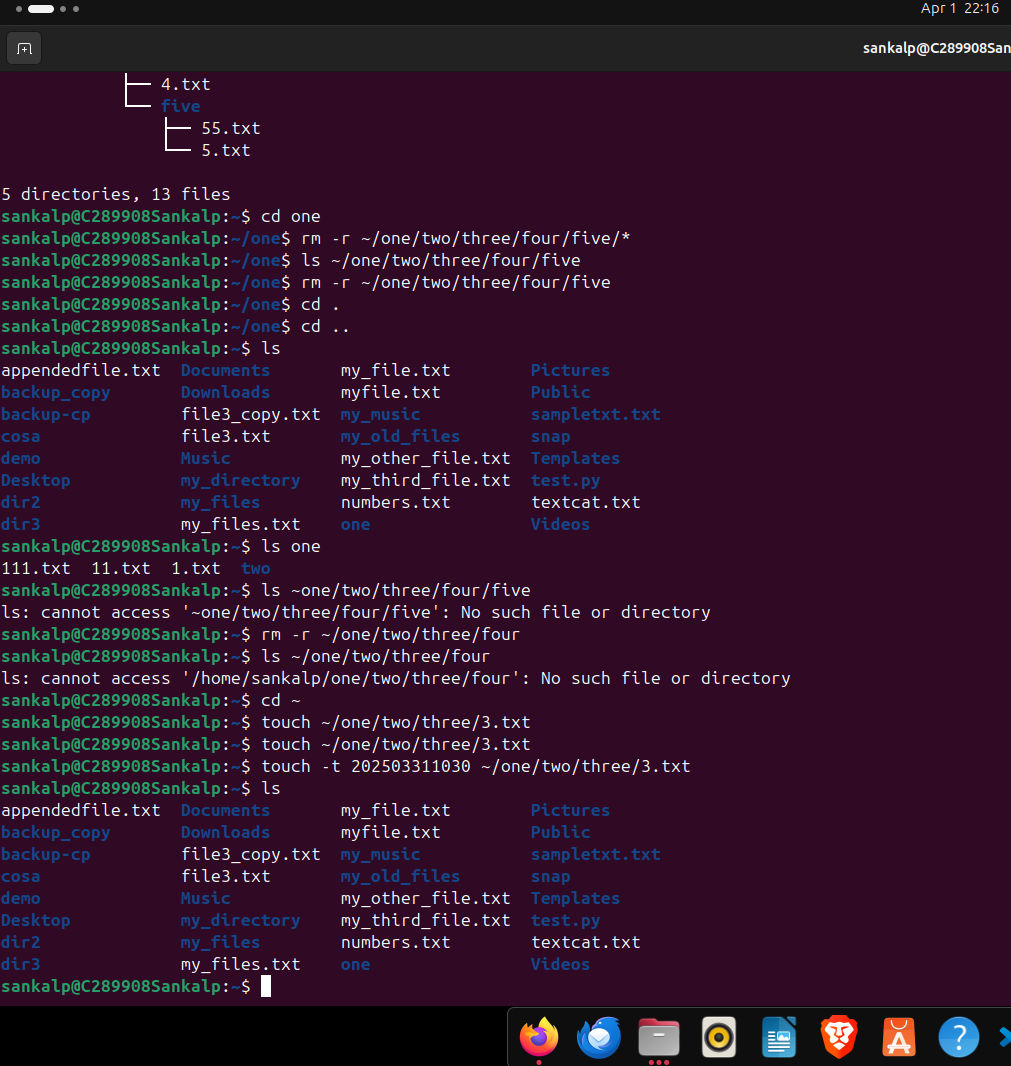 Apr 1 22:16
sankalp@C289908San
4.txt
five
55.txt
5.txt
5 directories, 13 files
sankalp@C289908Sankalp:~$ cd one
sankalp@C289908Sankalp:~/one$ rm -r ~/one/two/three/four/five/*
sankalp@C289908Sankalp:~/one$ ls ~/one/two/three/four/five
sankalp@C289908Sankalp:~/one$ rm -r ~/one/two/three/four/five
sankalp@C289908Sankalp:~/one$ cd .
sankalp@C289908Sankalp:~/one$ cd ..
sankalp@C289908Sankalp:~$ ls
appendedfile.txt Documents my_file.txt Pictures
backup_copy Downloads myfile.txt Public
backup-cp file3_copy.txt my_music sampletxt.txt
cosa file3.txt my_old_files snap
demo Music my_other_file.txt Templates
Desktop my_directory my_third_file.txt test.py
dir2 my_files numbers.txt textcat.txt
dir3 my_files.txt one Videos
sankalp@C289908Sankalp:~$ ls one
111.txt 11.txt 1.txt two
sankalp@C289908Sankalp:~$ ls ~one/two/three/four/five
ls: cannot access '~one/two/three/four/five': No such file or directory
sankalp@C289908Sankalp:~$ rm -r ~/one/two/three/four
sankalp@C289908Sankalp:~$ ls ~/one/two/three/four
ls: cannot access '/home/sankalp/one/two/three/four': No such file or directory
sankalp@C289908Sankalp:~$ cd ~
sankalp@C289908Sankalp:~$ touch ~/one/two/three/3.txt
sankalp@C289908Sankalp:~$ touch ~/one/two/three/3.txt
sankalp@C289908Sankalp:~$ touch -t 202503311030 ~/one/two/three/3.txt
sankalp@C289908Sankalp:~$ ls
appendedfile.txt Documents my_file.txt Pictures
backup_copy Downloads myfile.txt Public
backup-cp file3_copy.txt my_music sampletxt.txt
cosa file3.txt my_old_files snap
demo Music my_other_file.txt Templates
Desktop my_directory my_third_file.txt test.py
dir2 my_files numbers.txt textcat.txt
dir3 my_files.txt one Videos
sankalp@C289908Sankalp:~$